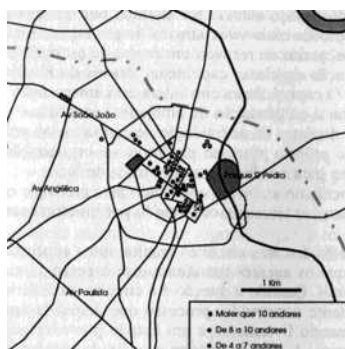 Av São João
Parque D Pedro
Av Angélica
Av Paulista
1 Km
Maier que 10 andares
De 8 a 10 andares
De 4 a 7 andares